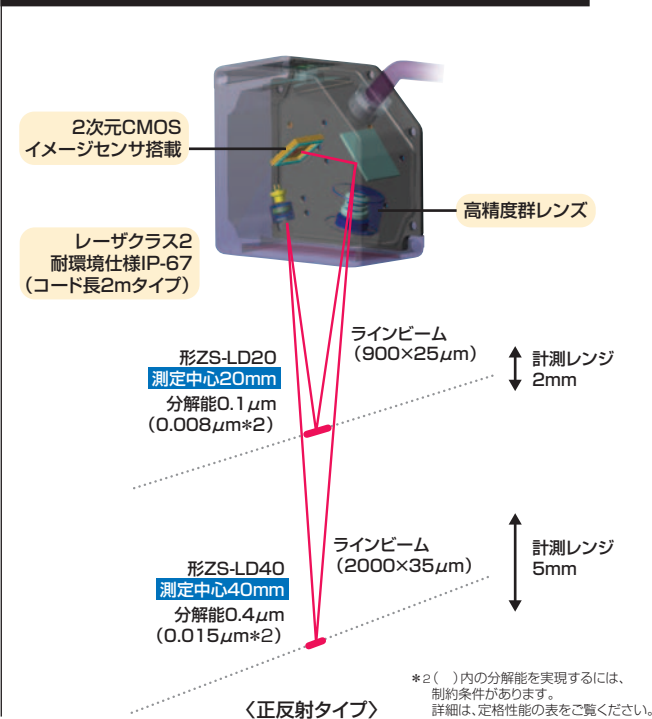 2次元CMOS
イメージセンサ搭載
高精度群レンズ
レーザクラス2
耐環境仕様IP-67
（コード長2mタイプ）
ラインビーム
（900×25μm）
計測レンジ
2mm
形ZS-LD20
測定中心20mm
分解能0.1μm
（0.008μm*2）
ラインビーム
（2000×35μm）
計測レンジ
5mm
形ZS-LD40
測定中心40mm
分解能0.4μm
（0.015μm*2）
〈正反射タイプ〉
*2（　）内の分解能を実現するには、
制約条件があります。
詳細は、定格性能の表をご覧ください。